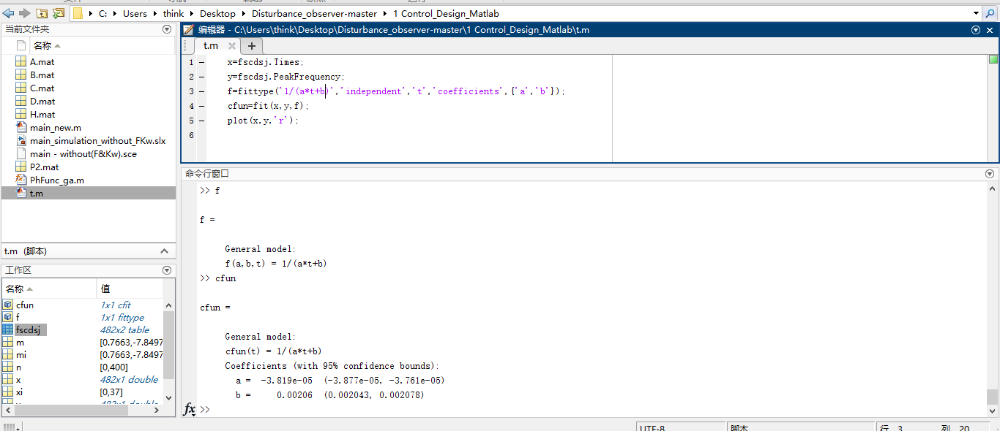 C: ▸ Users ▸ think ▸ Desktop ▸ Disturbance_observer-master ▸ 1 Control_Design_Matlab
当前文件夹
名称
A.mat
B.mat
C.mat
D.mat
H.mat
main_new.m
main_simulation_without_FKw.slx
main - without(F&Kw).sce
P2.mat
PhFunc_ga.m
t.m
t.m (脚本)
工作区
名称 值
cfun 1x1 cfit
f 1x1 fittype
fscdsj 482x2 table
m [0.7663,-7.8497
mi [0.7663,-7.8497
n [0,400]
x 482x1 double
xi [0,37]
编辑器 - C:\Users\think\Desktop\Disturbance_observer-master\1 Control_Design_Matlab\t.m
t.m
1 x=fscdsj.Times;
2 y=fscdsj.PeakFrequency;
3 f=fittype('1/(a*t+b)','independent','t','coefficients',{'a','b'});
4 cfun=fit(x,y,f);
5 plot(x,y,'r');
6
命令行窗口
>> f
f =
General model:
f(a,b,t) = 1/(a*t+b)
>> cfun
cfun =
General model:
cfun(t) = 1/(a*t+b)
Coefficients (with 95% confidence bounds):
a = -3.819e-05 (-3.877e-05, -3.761e-05)
b = 0.00206 (0.002043, 0.002078)
fx >>
UTF-8 脚本 行 3 列 20